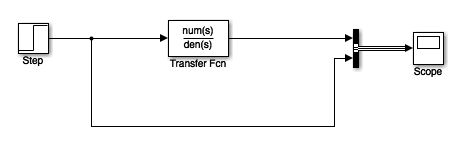 num(s)
den(s)
Step
Transfer Fcn
Scope